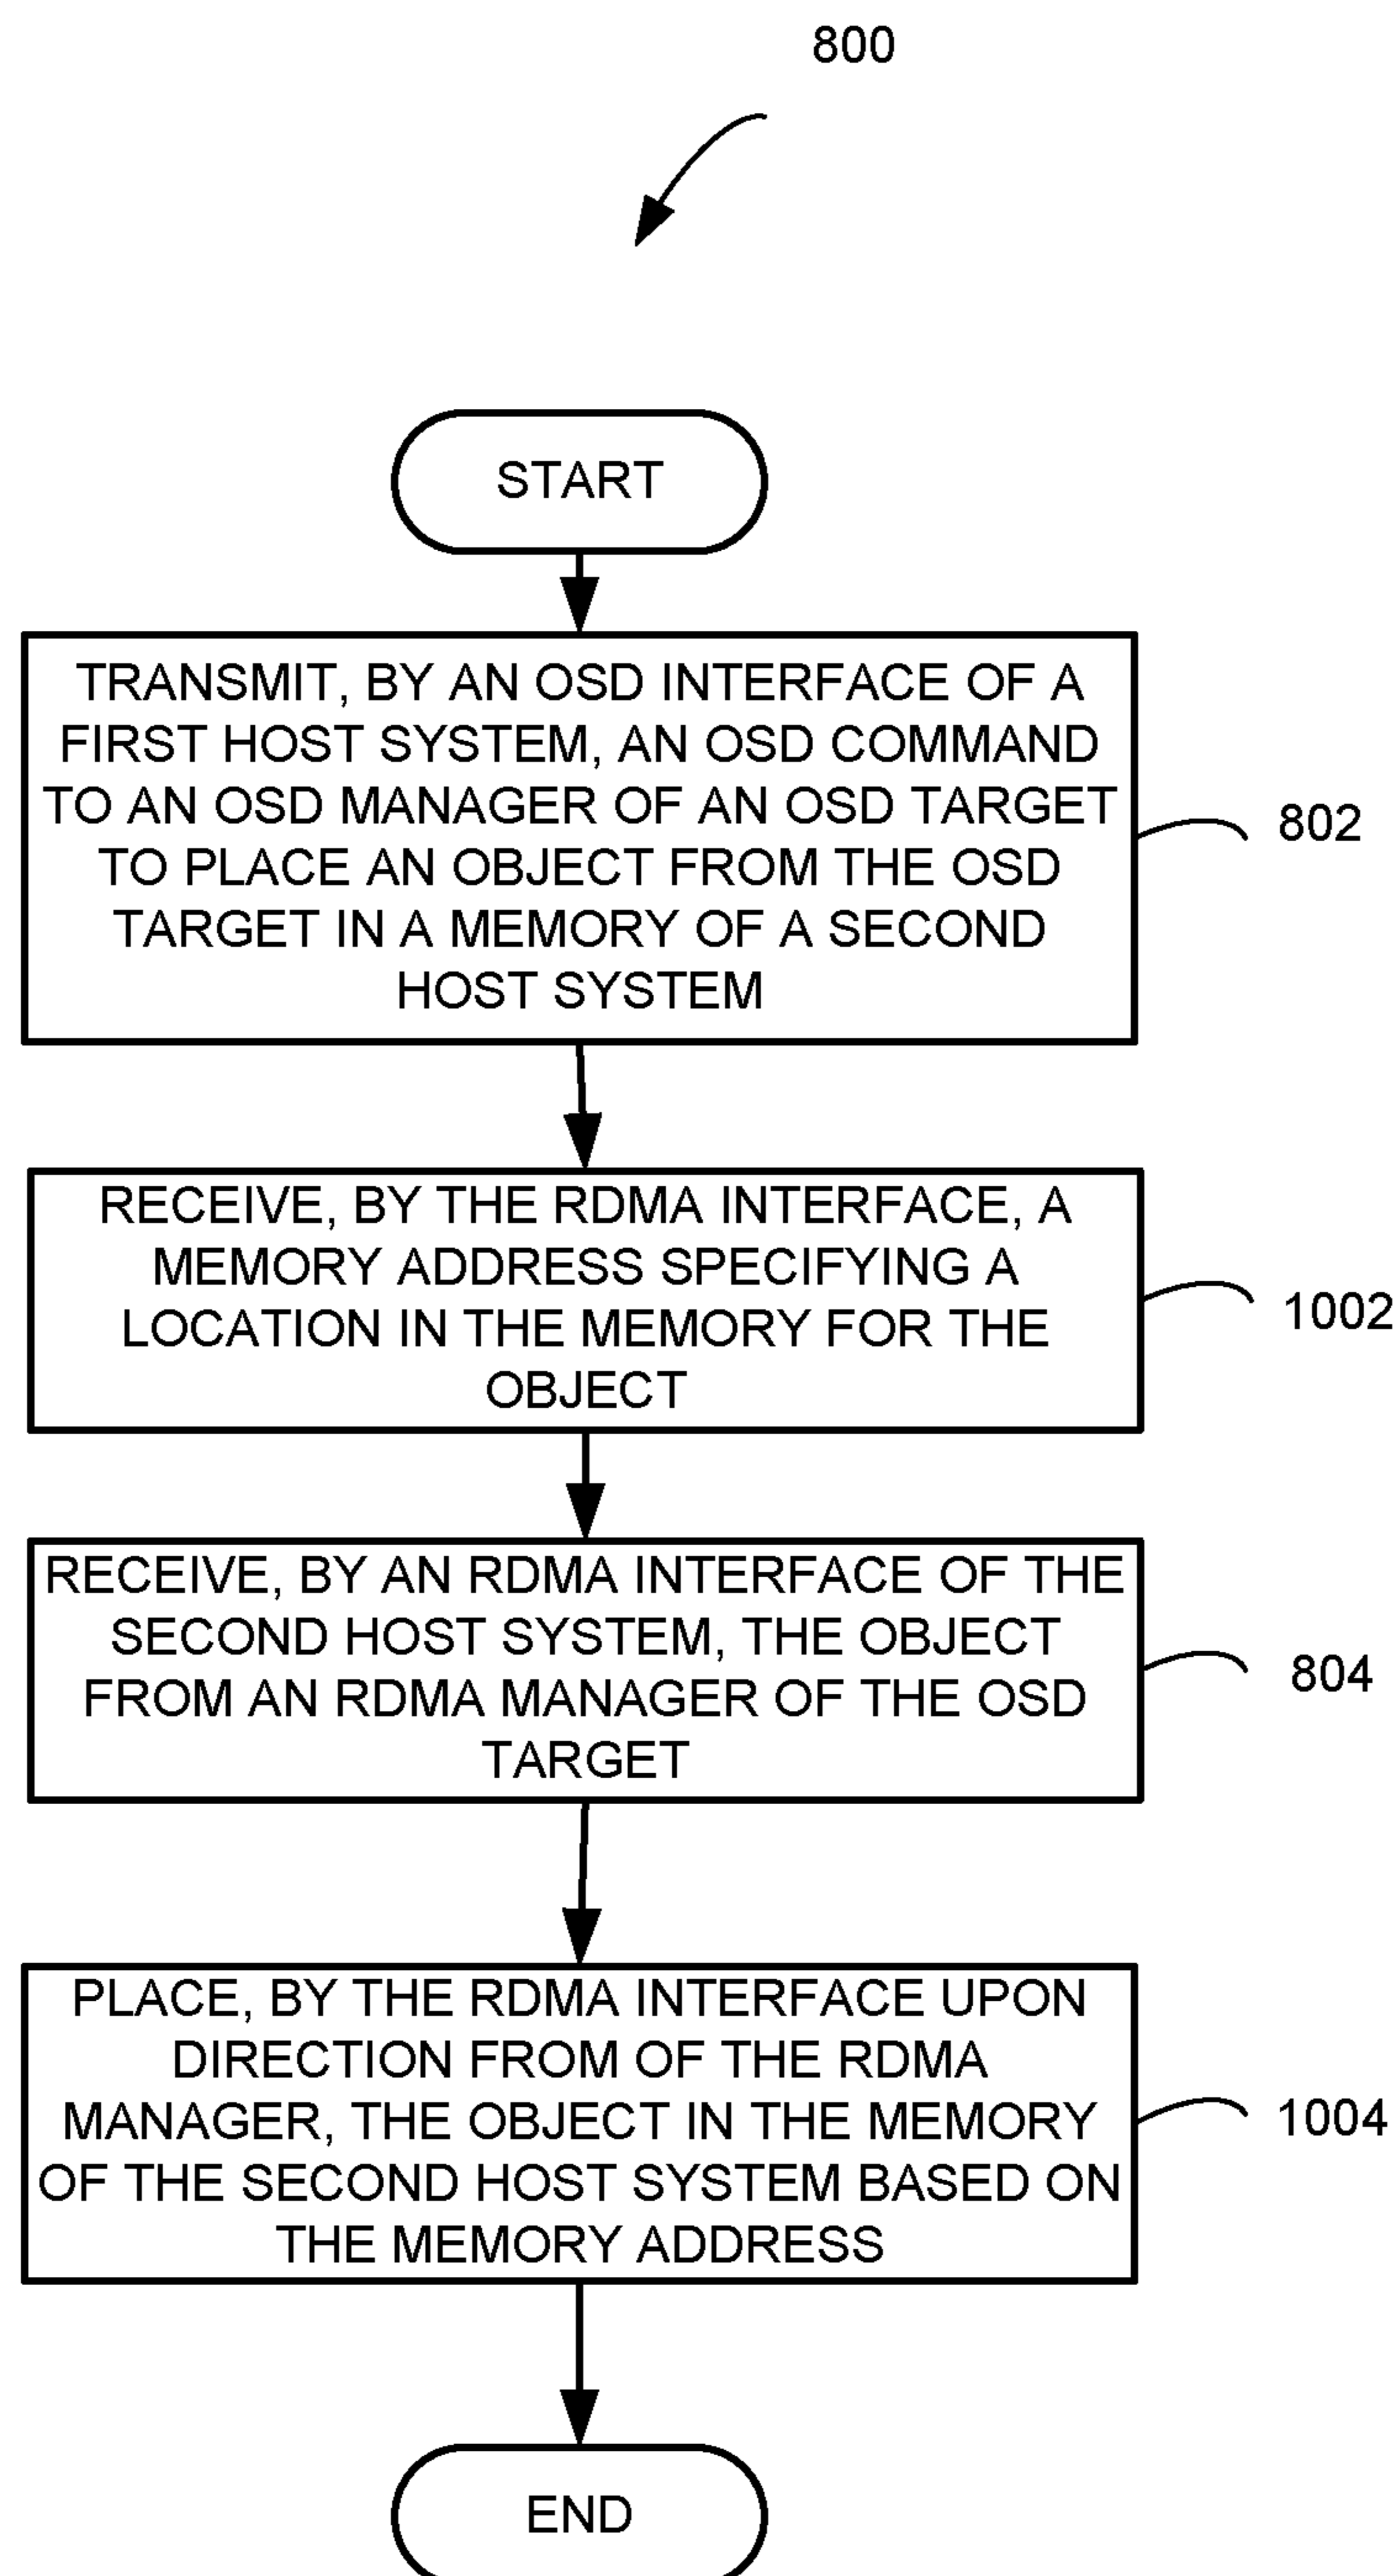 800
START
TRANSMIT, BY AN OSD INTERFACE OF A
FIRST HOST SYSTEM, AN OSD COMMAND
TO AN OSD MANAGER OF AN OSD TARGET
TO PLACE AN OBJECT FROM THE OSD
TARGET IN A MEMORY OF A SECOND
HOST SYSTEM
802
RECEIVE, BY THE RDMA INTERFACE, A
MEMORY ADDRESS SPECIFYING A
LOCATION IN THE MEMORY FOR THE
OBJECT
1002
RECEIVE, BY AN RDMA INTERFACE OF THE
SECOND HOST SYSTEM, THE OBJECT
FROM AN RDMA MANAGER OF THE OSD
TARGET
804
PLACE, BY THE RDMA INTERFACE UPON
DIRECTION FROM OF THE RDMA
MANAGER, THE OBJECT IN THE MEMORY
OF THE SECOND HOST SYSTEM BASED ON
THE MEMORY ADDRESS
1004
END